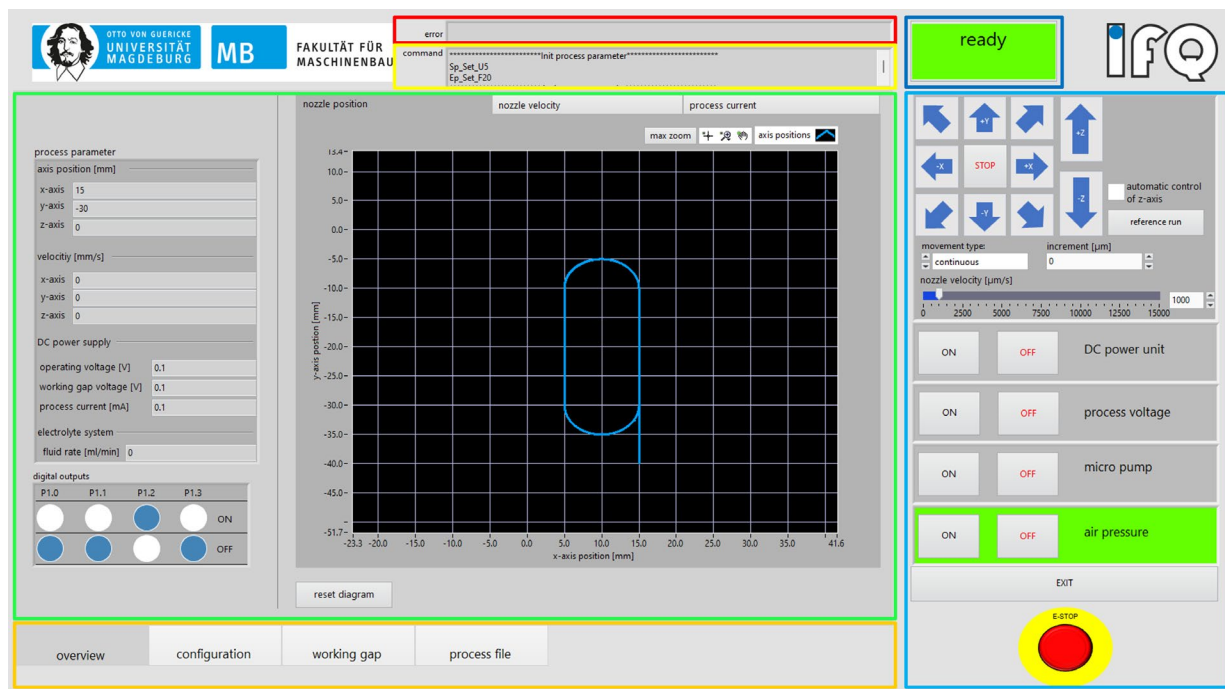 OTTO VON GUERICKE
UNIVERSITÄT
MAGDEBURG
MB
FAKULTÄT FÜR
MASCHINENBAU
error
command
**************************Init process parameter**************************
Sp_Set_U5
Ep_Set_F20
ready
IFQ
process parameter
axis position [mm]
x-axis 15
y-axis -30
z-axis 0
velocitiy [mm/s]
x-axis 0
y-axis 0
z-axis 0
DC power supply
operating voltage [V] 0.1
working gap voltage [V] 0.1
process current [mA] 0.1
electrolyte system
fluid rate [ml/min] 0
digital outputs
P1.0 P1.1 P1.2 P1.3
ON
OFF
nozzle position nozzle velocity process current
max zoom axis positions
13.4
10.0
5.0
0.0
-5.0
-10.0
-15.0
-20.0
-25.0
-30.0
-35.0
-40.0
-45.0
-51.7
y-axis postion [mm]
-23.3 -20.0 -15.0 -10.0 -5.0 0.0 5.0 10.0 15.0 20.0 25.0 30.0 35.0 41.6
x-axis position [mm]
reset diagram
overview configuration working gap process file
+Y
+Z
-X STOP +X
-Y
-Z
automatic control
of z-axis
reference run
movement type: increment [µm]
continuous 0
nozzle velocity [µm/s]
1000
0 2500 5000 7500 10000 12500 15000
ON OFF DC power unit
ON OFF process voltage
ON OFF micro pump
ON OFF air pressure
EXIT
E-STOP